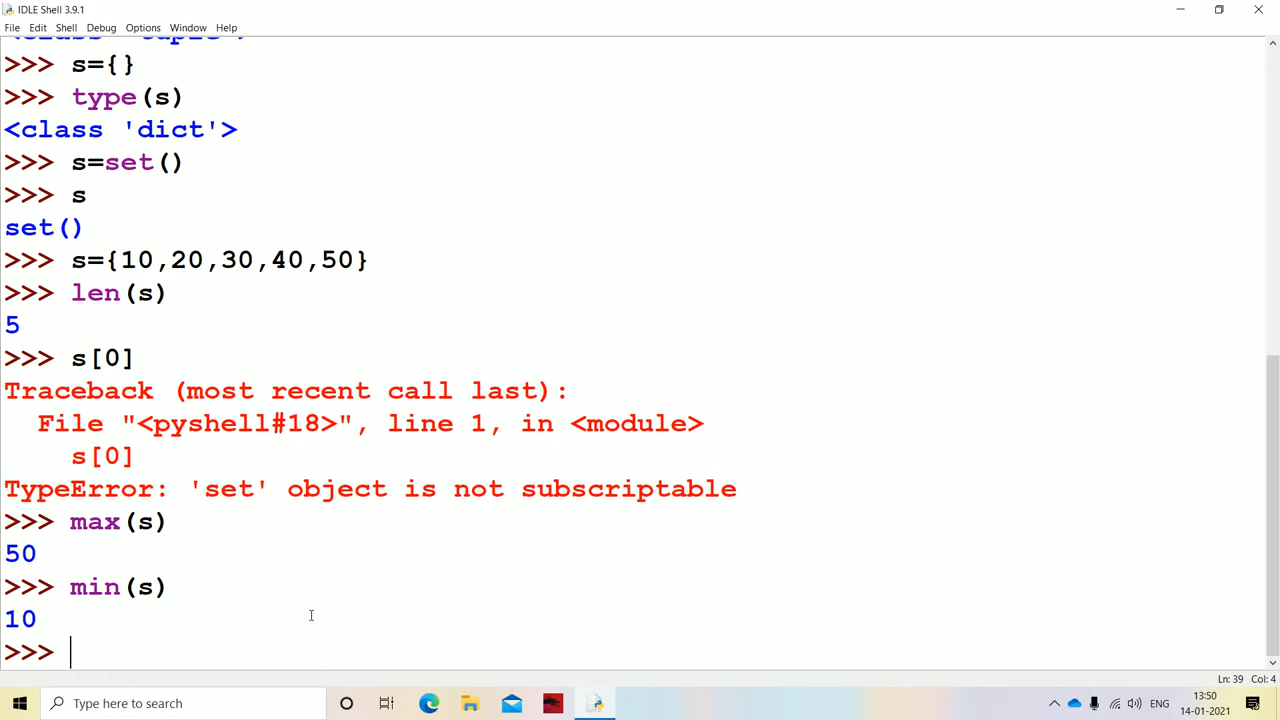 IDLE Shell 3.9.1
File Edit Shell Debug Options Window Help
<class 'tuple'>
>>> s={}
>>> type(s)
<class 'dict'>
>>> s=set()
>>> s
set()
>>> s={10,20,30,40,50}
>>> len(s)
5
>>> s[0]
Traceback (most recent call last):
  File "<pyshell#18>", line 1, in <module>
    s[0]
TypeError: 'set' object is not subscriptable
>>> max(s)
50
>>> min(s)
10
>>>
Ln: 39 Col: 4
Type here to search
ENG
13:50
14-01-2021